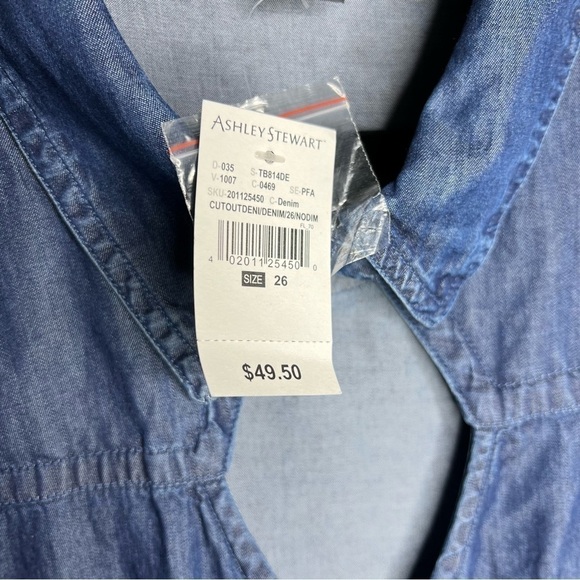 ASHLEY STEWART
D-035 S-TB814DE
V-1007 C-0469 SE-PFA
SKU-201125450 C-Denim
CUTOUTDENI/DENIM/26/NODIM
4 02011 25450 0
SIZE 26
$49.50